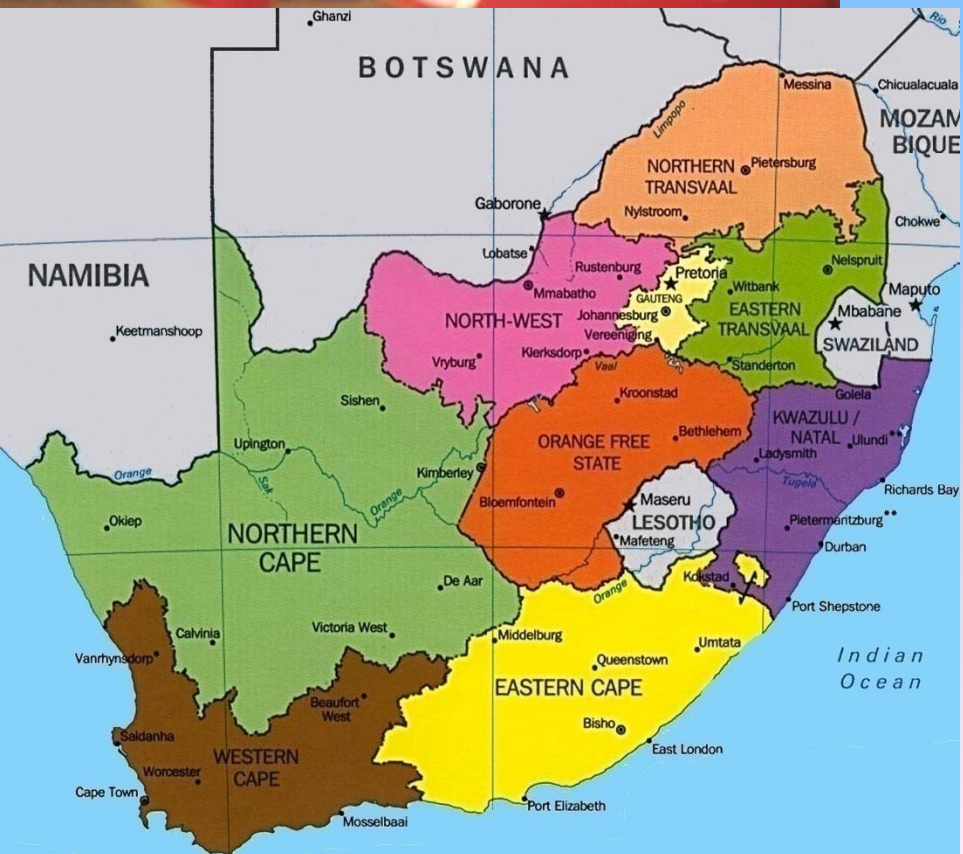 Ghanzi
Rio
BOTSWANA
Messina
Chicualacuala
Limpopo
MOZAM
BIQUE
NORTHERN
TRANSVAAL
Pietersburg
Gaborone
Nylstroom
Chokwe
Lobatse
Rustenburg
Pretoria
Nelspruit
NAMIBIA
Mmabatho
GAUTENG
Witbank
Maputo
Keetmanshoop
NORTH-WEST
Johannesburg
EASTERN
TRANSVAAL
Mbabane
Vereeniging
SWAZILAND
Vryburg
Klerksdorp
Vaal
Standerton
Sishen
Kroonstad
Golela
KWAZULU /
NATAL
Upington
ORANGE FREE
STATE
Bethlehem
Ulundi
Ladysmith
Orange
Sak
Kimberley
Tugela
Orange
Bloemfontein
Maseru
Richards Bay
Okiep
LESOTHO
Pietermaritzburg
NORTHERN
CAPE
Mafeteng
Durban
De Aar
Orange
Kokstad
Port Shepstone
Calvinia
Victoria West
Middelburg
Umtata
Vanrhynsdorp
Queenstown
Indian
Ocean
EASTERN CAPE
Beaufort
West
Bisho
Saldanha
WESTERN
CAPE
East London
Worcester
Cape Town
Port Elizabeth
Mosselbaai